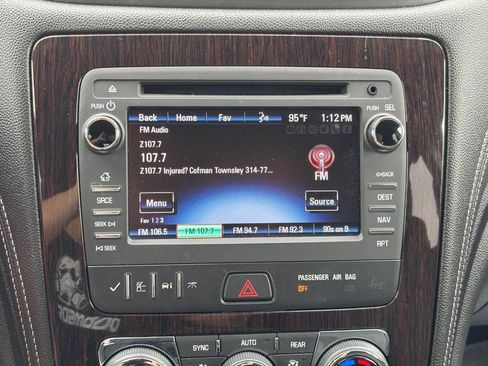 PUSH
PUSH SEL
Back Home Fav 95 °F 1:12 PM
FM Audio
Z107.7
107.7
Z107.7 Injured? Cofman Townsley 314-77...
FM
Menu
Source
Fav 1 2 3
FM 106.5 FM 107.7 FM 94.7 FM 92.3 90s on 9
SRCE
SEEK
SEEK
BACK
DEST
NAV
RPT
PASSENGER AIR BAG
OFF
SYNC AUTO REAR